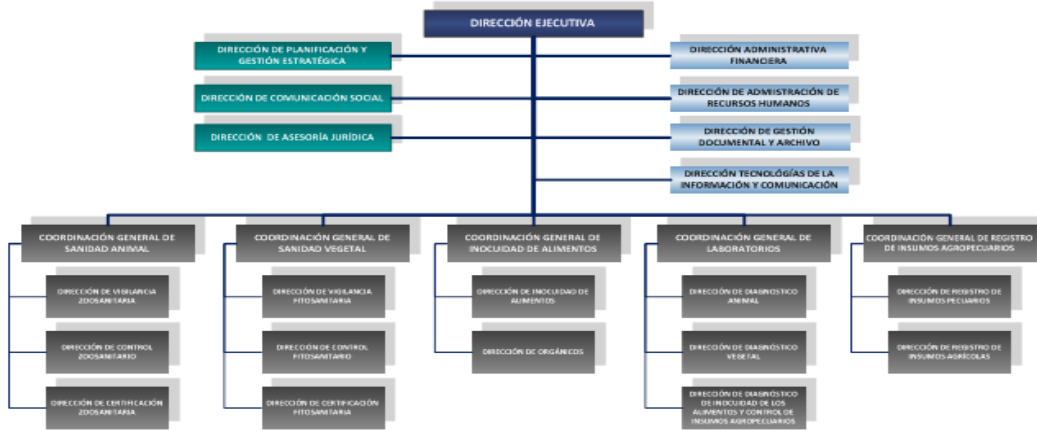 DIRECCIÓN EJECUTIVA
DIRECCIÓN DE PLANIFICACIÓN Y
GESTIÓN ESTRATÉGICA
DIRECCIÓN ADMINISTRATIVA
FINANCIERA
DIRECCIÓN DE COMUNICACIÓN SOCIAL
DIRECCIÓN DE ADMISTRACIÓN DE
RECURSOS HUMANOS
DIRECCIÓN DE ASESORÍA JURÍDICA
DIRECCIÓN DE GESTIÓN
DOCUMENTAL Y ARCHIVO
DIRECCIÓN TECNOLÓGÍAS DE LA
INFORMACIÓN Y COMUNICACIÓN
COORDINACIÓN GENERAL DE
SANIDAD ANIMAL
COORDINACIÓN GENERAL DE
SANIDAD VEGETAL
COORDINACIÓN GENERAL DE
INOCUIDAD DE ALIMENTOS
COORDINACIÓN GENERAL DE
LABORATORIOS
COORDINACIÓN GENERAL DE REGISTRO
DE INSUMOS AGROPECUARIOS
DIRECCIÓN DE VIGILANCIA
ZOOSANITARIA
DIRECCIÓN DE VIGILANCIA
FITOSANITARIA
DIRECCIÓN DE INOCUIDAD DE
ALIMENTOS
DIRECCIÓN DE DIAGNOSTICO
ANIMAL
DIRECCIÓN DE REGISTRO DE
INSUMOS PECUARIOS
DIRECCIÓN DE CONTROL
ZOOSANITARIO
DIRECCIÓN DE CONTROL
FITOSANITARIO
DIRECCIÓN DE ORGÁNICOS
DIRECCIÓN DE DIAGNÓSTICO
VEGETAL
DIRECCIÓN DE REGISTRO DE
INSUMOS AGRÍCOLAS
DIRECCIÓN DE CERTIFICACIÓN
ZOOSANITARIA
DIRECCIÓN DE CERTIFICACIÓN
FITOSANITARIA
DIRECCIÓN DE DIAGNÓSTICO
DE INOCUIDAD DE LOS
ALIMENTOS Y CONTROL DE
INSUMOS AGROPECUARIOS